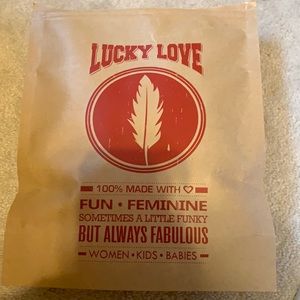 LUCKY LOVE
100% MADE WITH ♡
FUN • FEMININE
SOMETIMES A LITTLE FUNKY
BUT ALWAYS FABULOUS
WOMEN • KIDS • BABIES